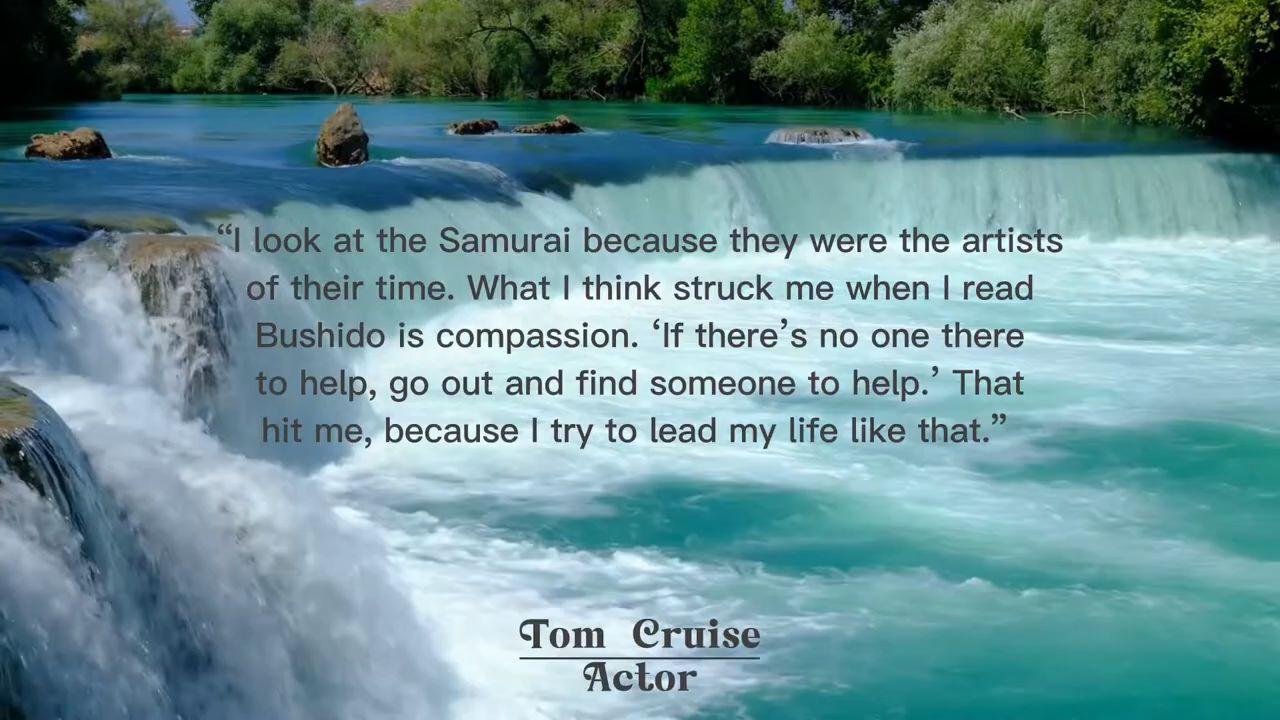 “I look at the Samurai because they were the artists
of their time. What I think struck me when I read
Bushido is compassion. ‘If there’s no one there
to help, go out and find someone to help.’ That
hit me, because I try to lead my life like that.”
Tom Cruise
Actor